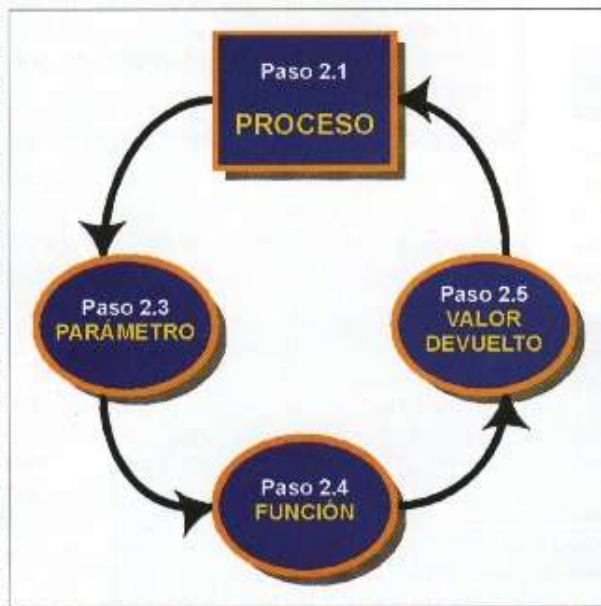 Paso 2.1
PROCESO
Paso 2.3
PARÁMETRO
Paso 2.4
FUNCIÓN
Paso 2.5
VALOR
DEVUELTO